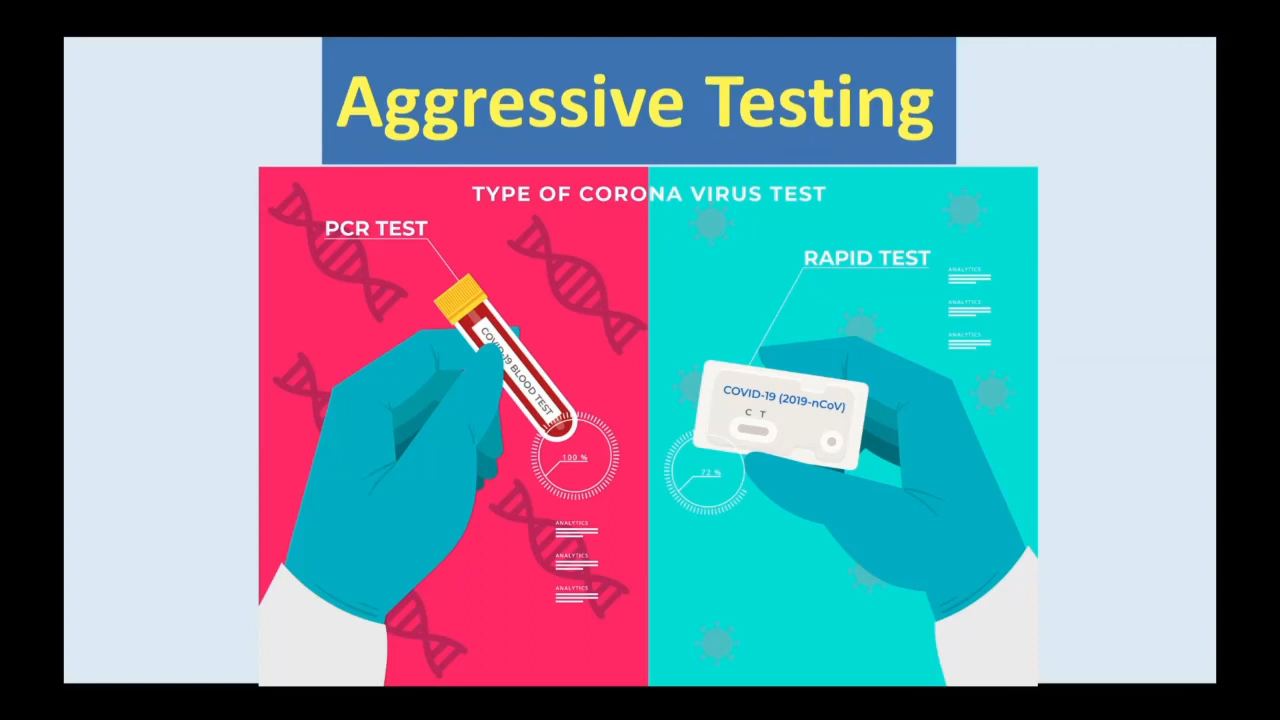 Aggressive Testing
TYPE OF CORONA VIRUS TEST
PCR TEST
COVID-19 BLOOD TEST
100 %
ANALYTICS
ANALYTICS
ANALYTICS
RAPID TEST
ANALYTICS
ANALYTICS
ANALYTICS
COVID-19 (2019-nCoV)
C T
72 %